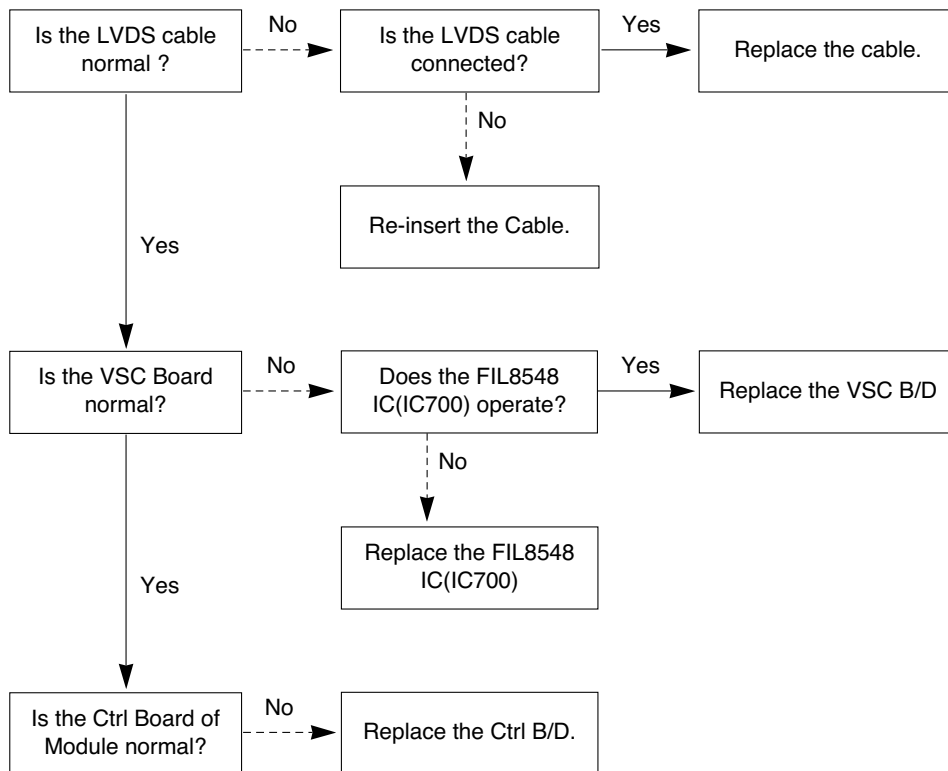 Is the LVDS cable
normal ?
No
Is the LVDS cable
connected?
Yes
Replace the cable.
No
Re-insert the Cable.
Yes
Is the VSC Board
normal?
No
Does the FIL8548
IC(IC700) operate?
Yes
Replace the VSC B/D
No
Replace the FIL8548
IC(IC700)
Yes
Is the Ctrl Board of
Module normal?
No
Replace the Ctrl B/D.